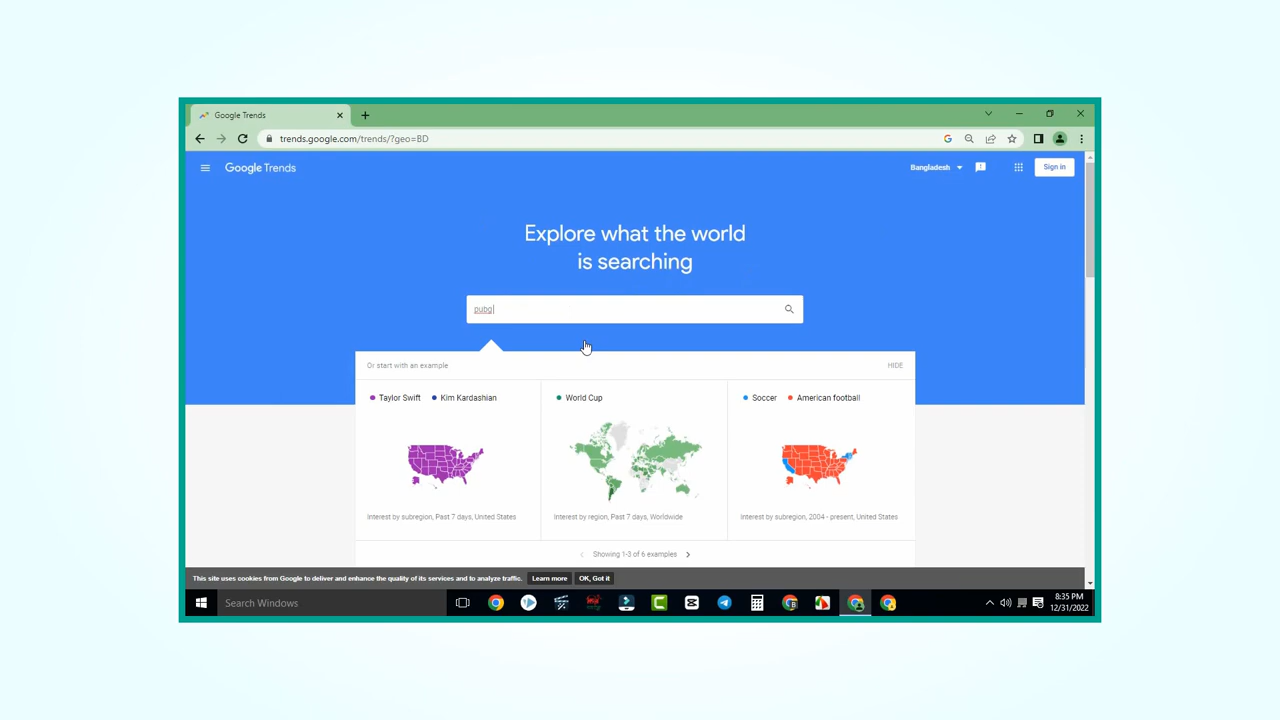 Google Trends
trends.google.com/trends/?geo=BD
Google Trends
Bangladesh
Sign in
Explore what the world
is searching
pubg
Or start with an example
HIDE
Taylor Swift Kim Kardashian
World Cup
Soccer American football
Interest by subregion, Past 7 days, United States
Interest by region, Past 7 days, Worldwide
Interest by subregion, 2004 - present, United States
Showing 1-3 of 6 examples
This site uses cookies from Google to deliver and enhance the quality of its services and to analyze traffic. Learn more OK, Got it
Search Windows
8:35 PM
12/31/2022